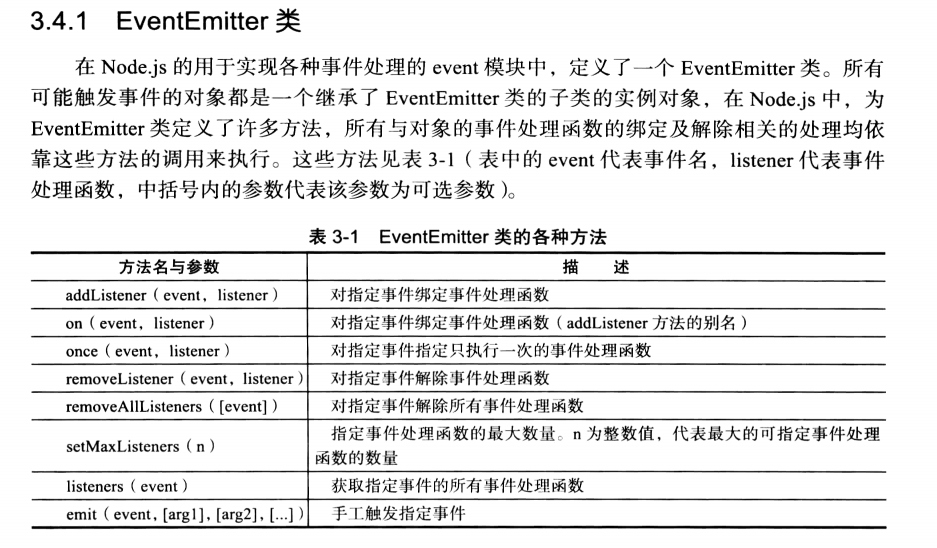 3.4.1 EventEmitter 类
在 Node.js 的用于实现各种事件处理的 event 模块中，定义了一个 EventEmitter 类。所有
可能触发事件的对象都是一个继承了 EventEmitter 类的子类的实例对象，在 Node.js 中，为
EventEmitter 类定义了许多方法，所有与对象的事件处理函数的绑定及解除相关的处理均依
靠这些方法的调用来执行。这些方法见表 3-1（表中的 event 代表事件名，listener 代表事件
处理函数，中括号内的参数代表该参数为可选参数）。
表 3-1 EventEmitter 类的各种方法
方法名与参数 描 述
addListener（event，listener） 对指定事件绑定事件处理函数
on（event，listener） 对指定事件绑定事件处理函数（addListener 方法的别名）
once（event，listener） 对指定事件指定只执行一次的事件处理函数
removeListener（event，listener） 对指定事件解除事件处理函数
removeAllListeners（[event]） 对指定事件解除所有事件处理函数
setMaxListeners（n） 指定事件处理函数的最大数量。n 为整数值，代表最大的可指定事件处理
函数的数量
listeners（event） 获取指定事件的所有事件处理函数
emit（event，[arg1]，[arg2]，[...]） 手工触发指定事件